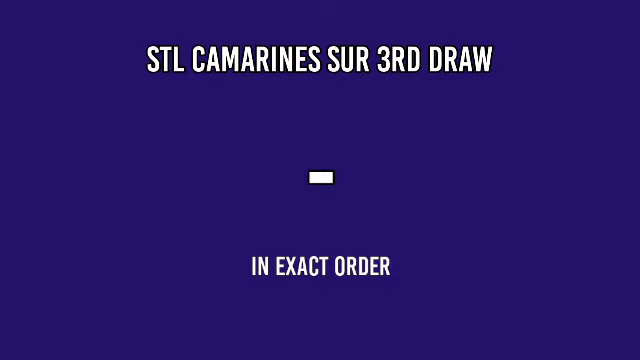 STL CAMARINES SUR 3RD DRAW
-
IN EXACT ORDER